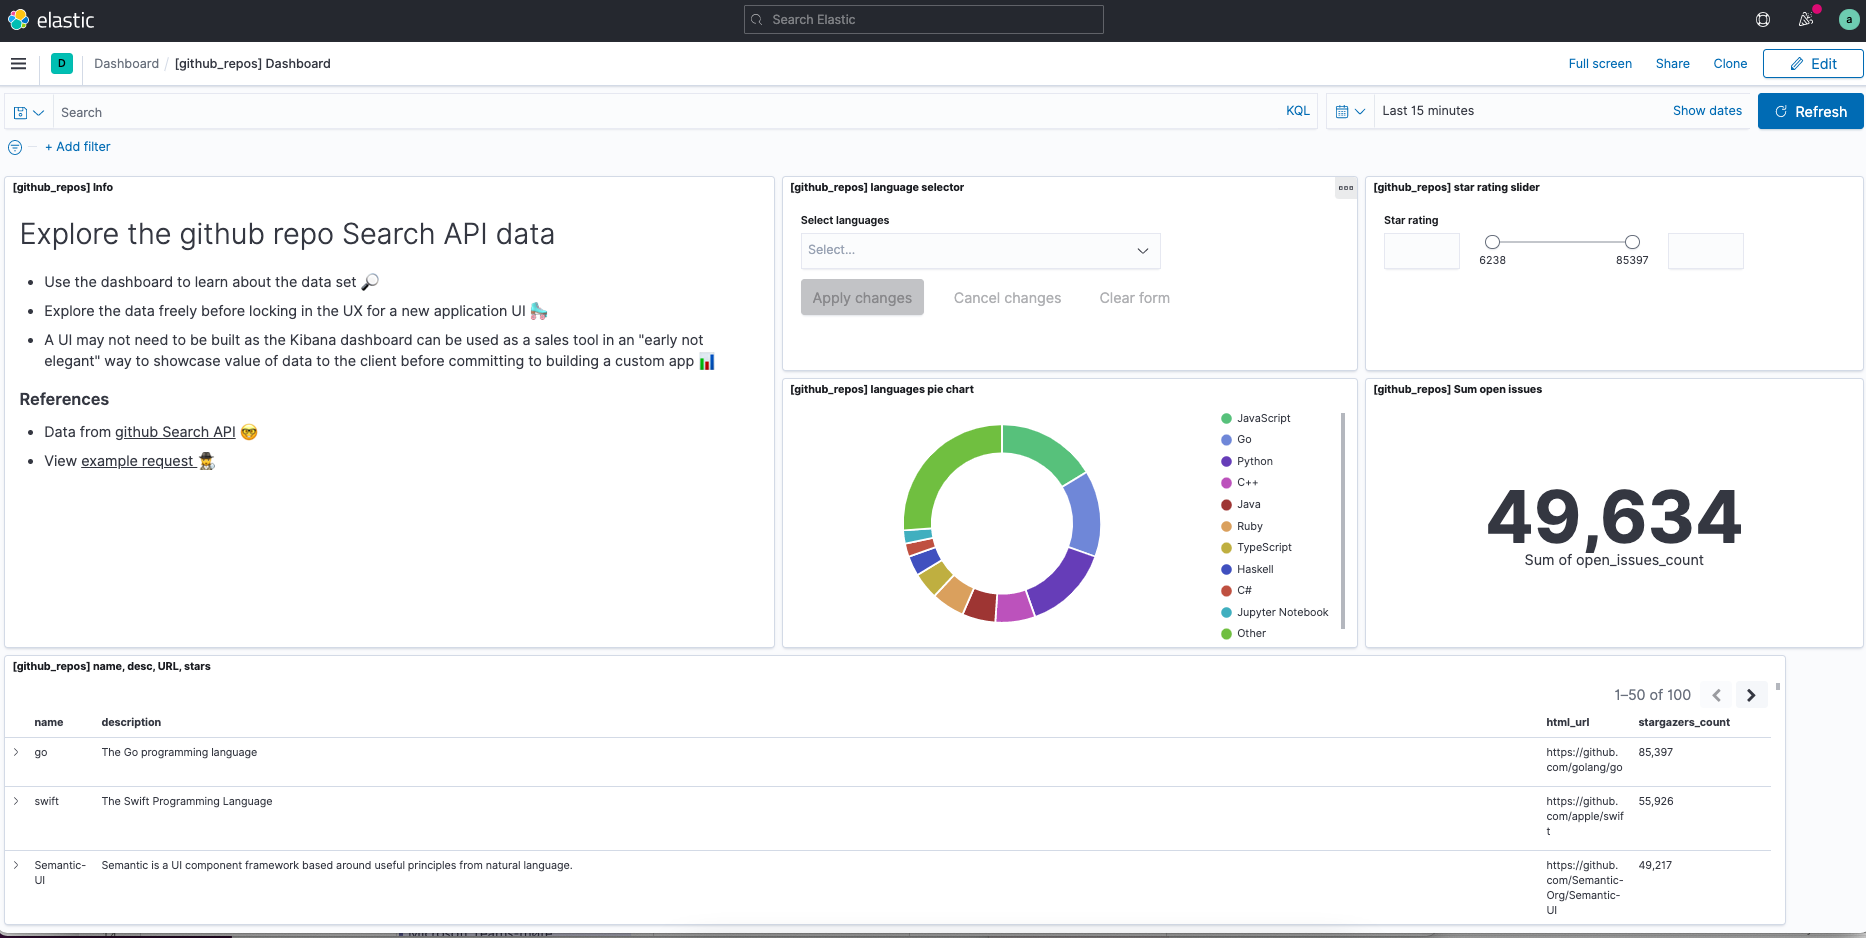 elastic
Search Elastic
a
D
Dashboard / [github_repos] Dashboard
Full screen
Share
Clone
Edit
Search
KQL
Last 15 minutes
Show dates
Refresh
+ Add filter
[github_repos] Info
Explore the github repo Search API data
Use the dashboard to learn about the data set 🔎
Explore the data freely before locking in the UX for a new application UI 🛼
A UI may not need to be built as the Kibana dashboard can be used as a sales tool in an "early not
elegant" way to showcase value of data to the client before committing to building a custom app 📊
References
Data from github Search API 🤓
View example request 🕵️
[github_repos] language selector
Select languages
Select...
Apply changes
Cancel changes
Clear form
[github_repos] star rating slider
Star rating
6238
85397
[github_repos] languages pie chart
JavaScript
Go
Python
C++
Java
Ruby
TypeScript
Haskell
C#
Jupyter Notebook
Other
[github_repos] Sum open issues
49,634
Sum of open_issues_count
[github_repos] name, desc, URL, stars
1–50 of 100
name description html_url stargazers_count
go The Go programming language https://github. 85,397
com/golang/go
swift The Swift Programming Language https://github. 55,926
com/apple/swif
t
Semantic- Semantic is a UI component framework based around useful principles from natural language. https://github. 49,217
UI com/Semantic-
Org/Semantic-
UI